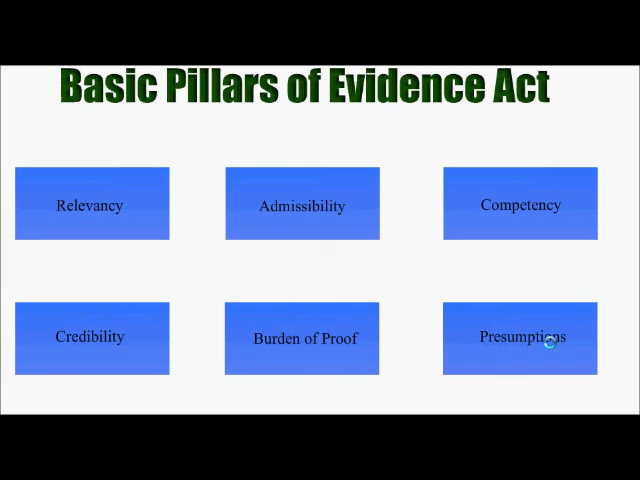 Basic Pillars of Evidence Act
Relevancy
Admissibility
Competency
Credibility
Burden of Proof
Presumptions